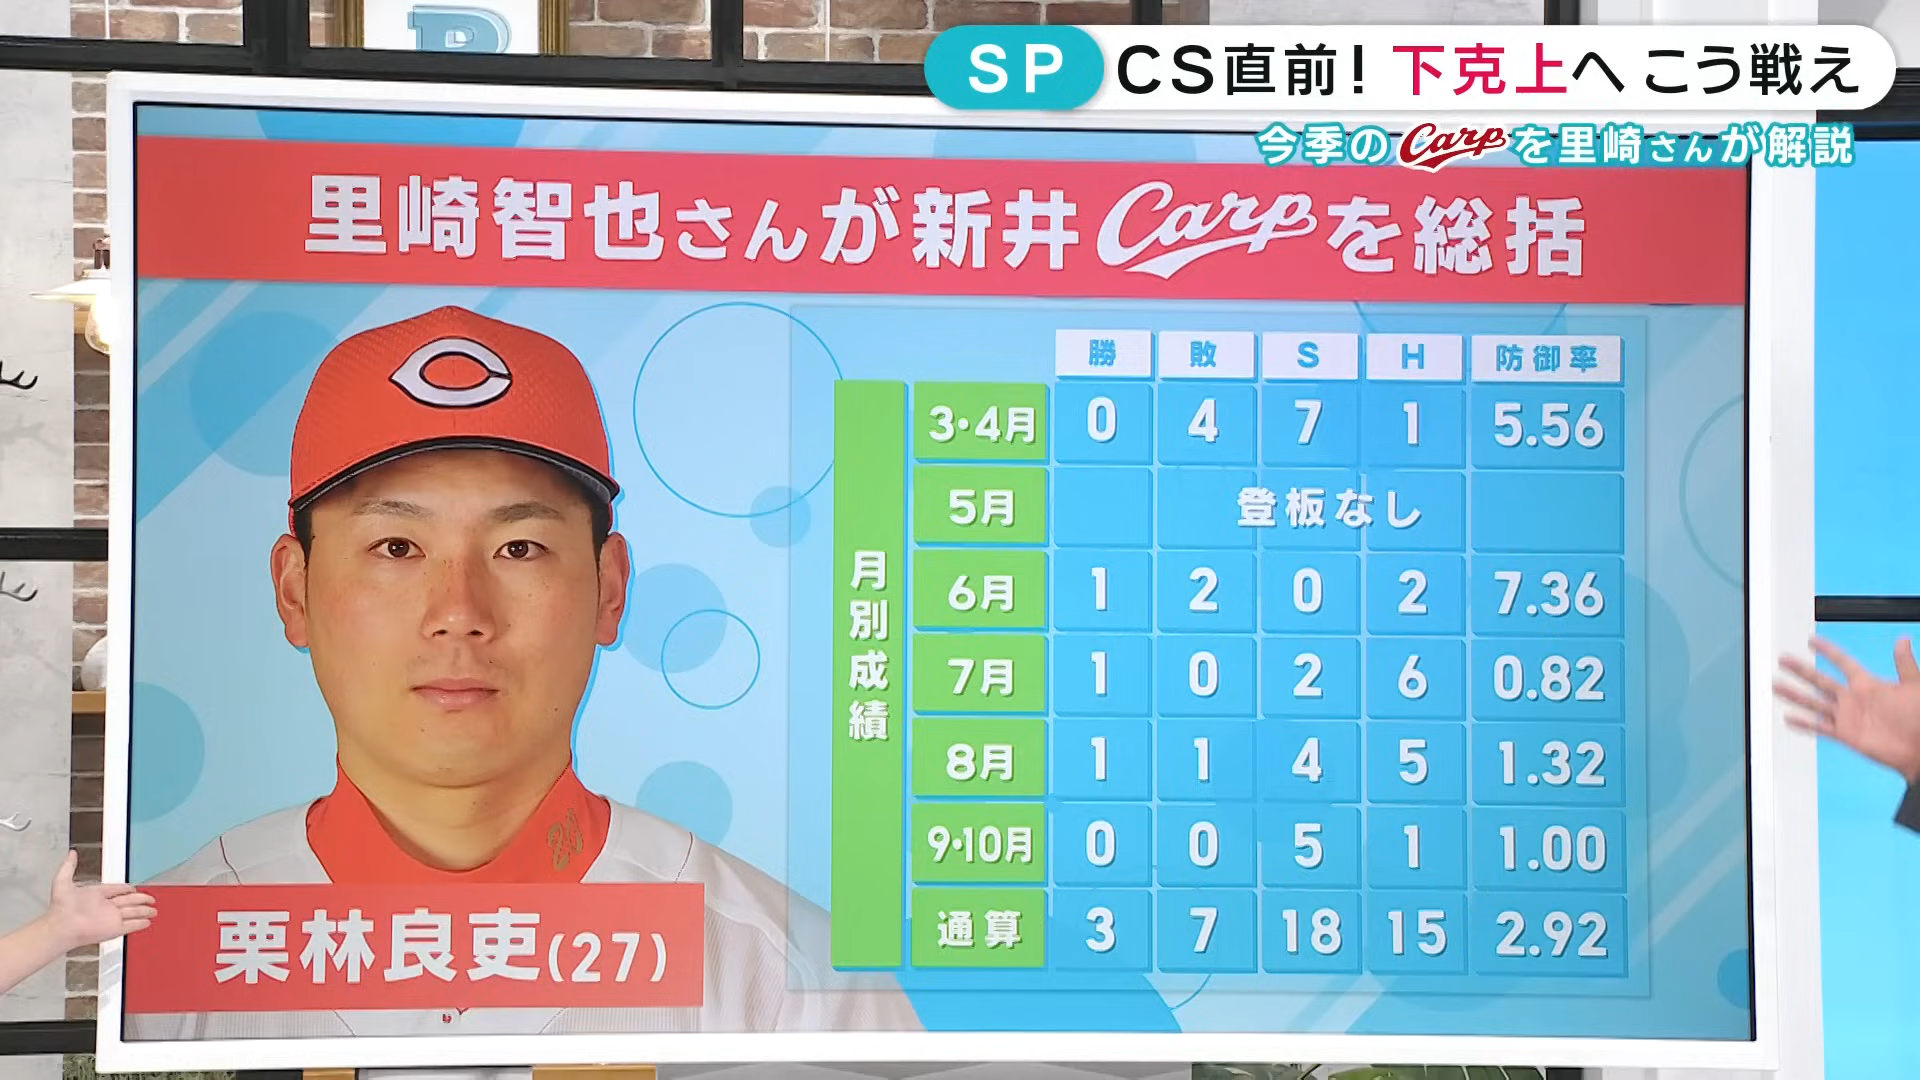 SP CS直前! 下克上へ こう戦え
今季のCarpを里崎さんが解説
里崎智也さんが新井Carpを総括
勝 敗 S H 防御率
月別成績
3・4月 0 4 7 1 5.56
5月 登板なし
6月 1 2 0 2 7.36
7月 1 0 2 6 0.82
8月 1 1 4 5 1.32
9・10月 0 0 5 1 1.00
通算 3 7 18 15 2.92
栗林良吏(27)